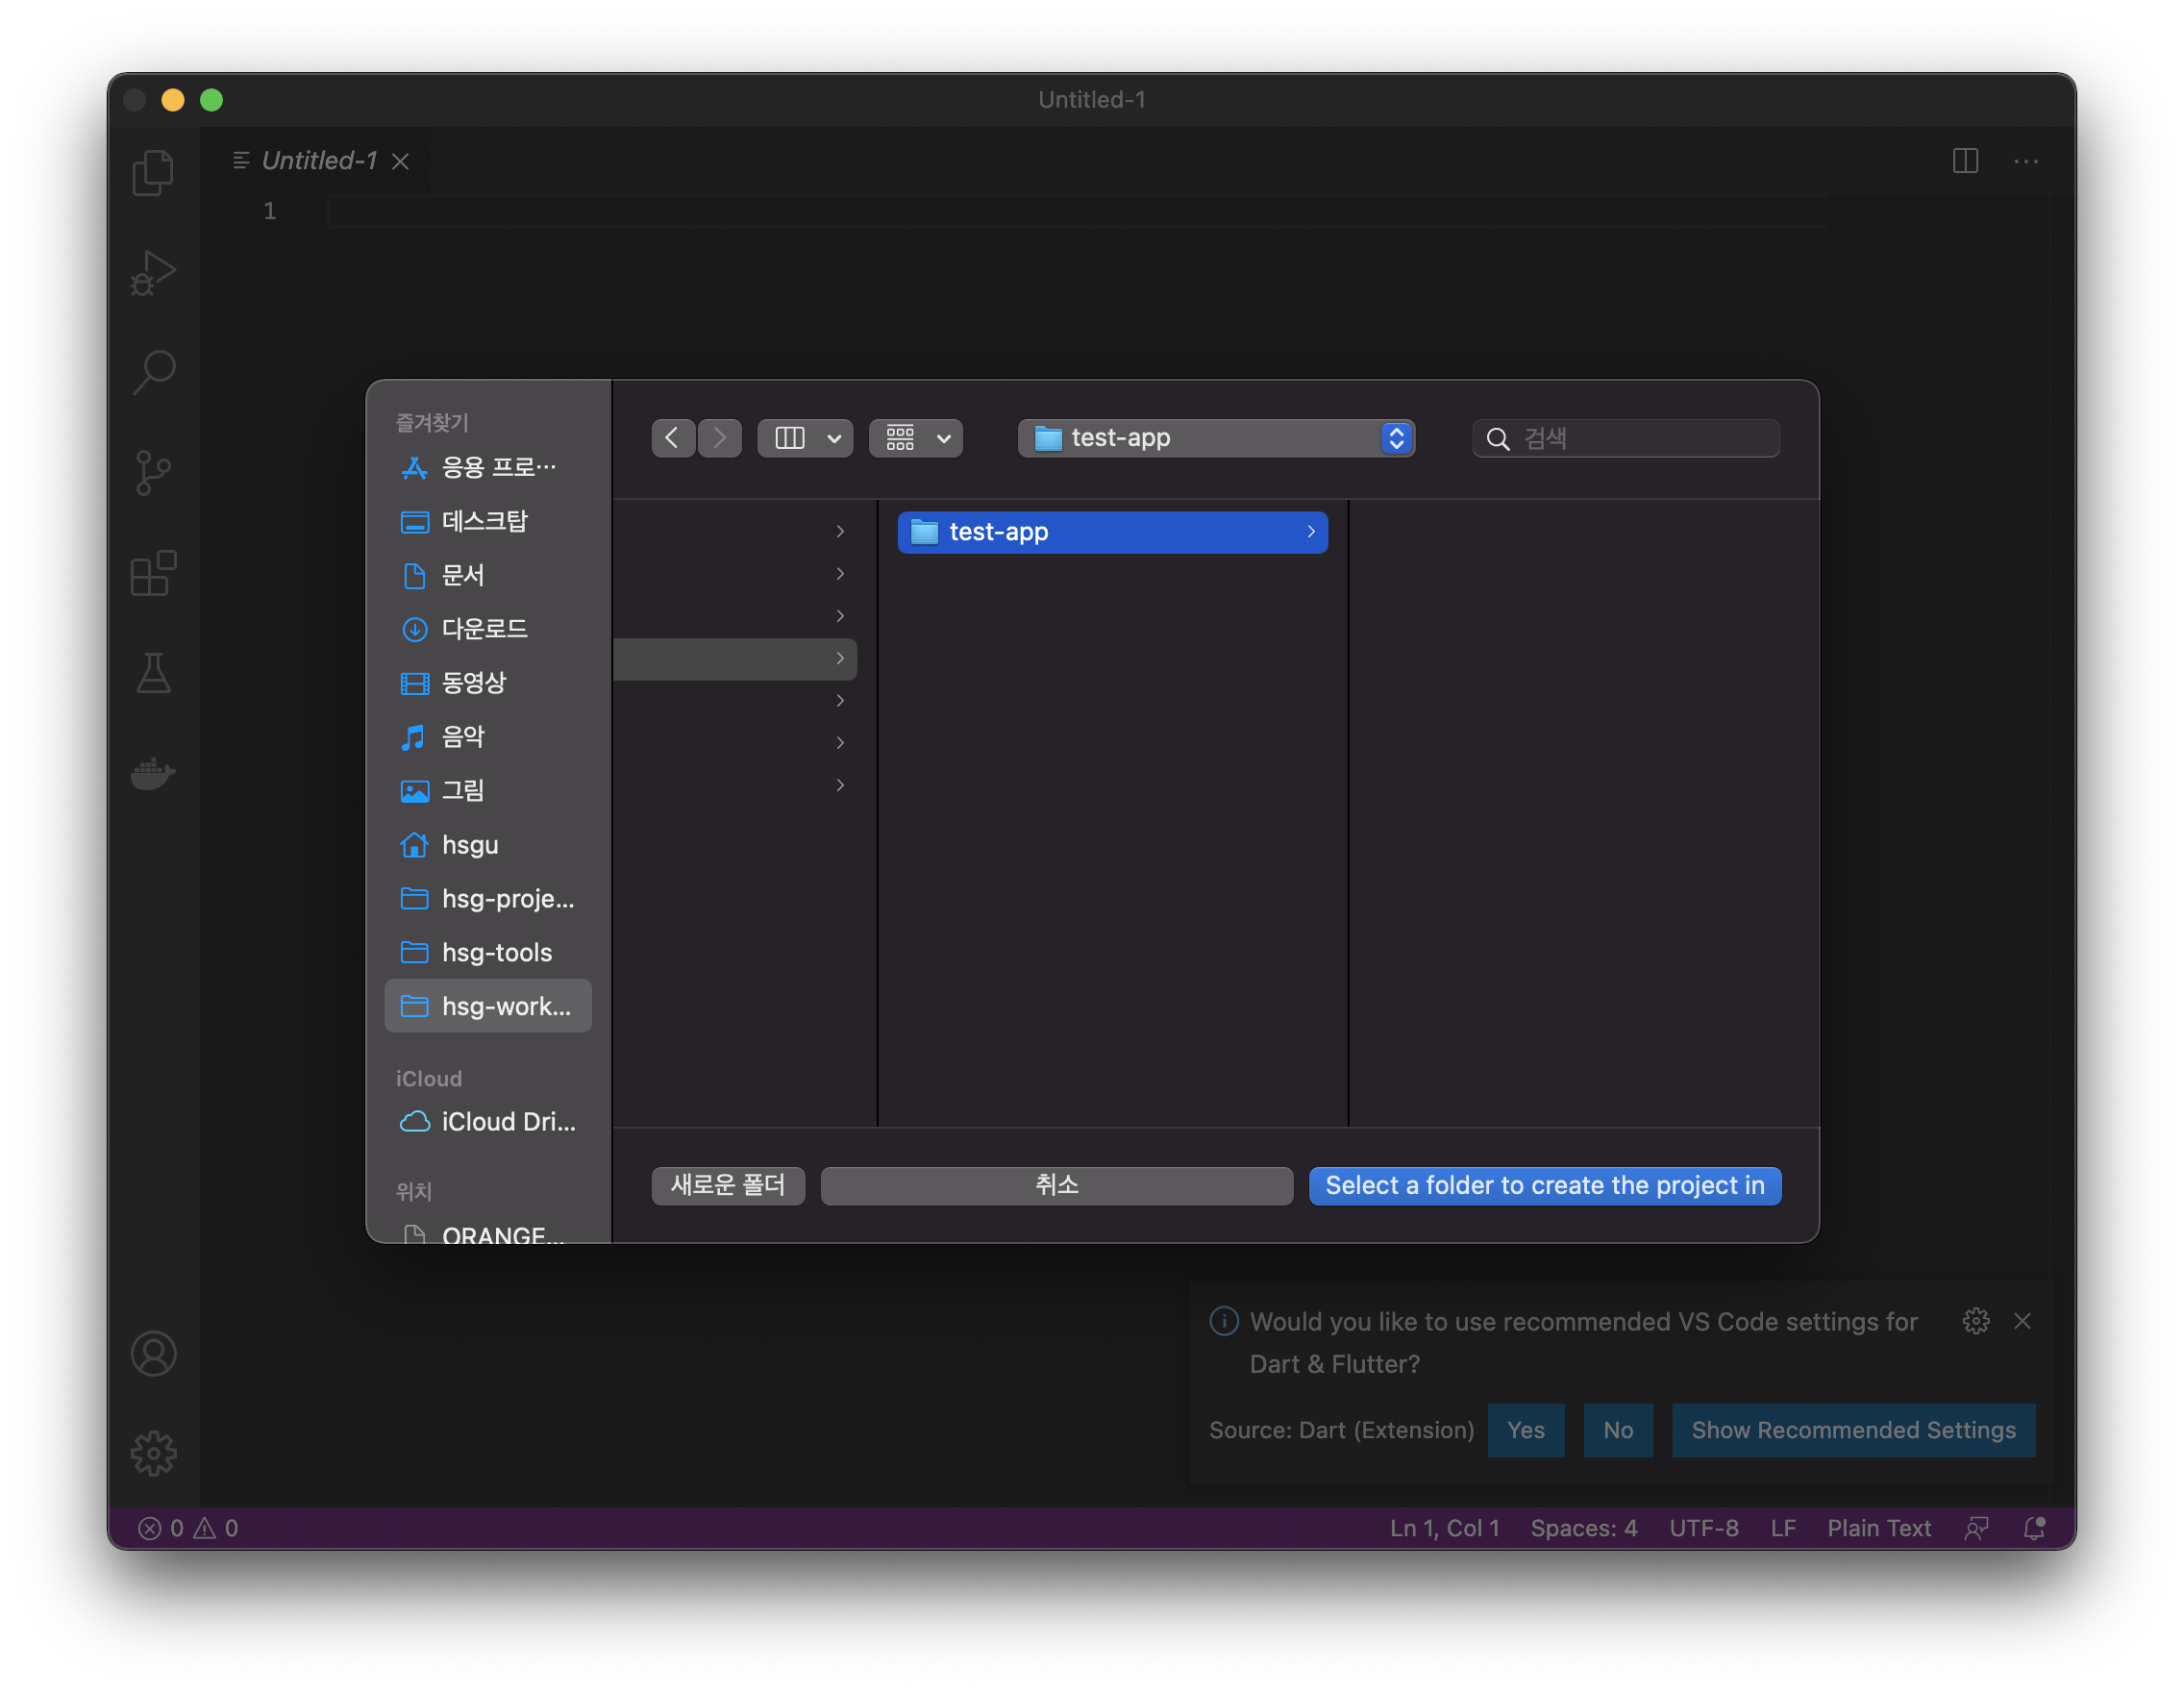 Untitled-1
Untitled-1
1
즐겨찾기
응용 프로…
데스크탑
문서
다운로드
동영상
음악
그림
hsgu
hsg-proje...
hsg-tools
hsg-work...
iCloud
iCloud Dri...
위치
ORANGE...
test-app
검색
test-app
새로운 폴더
취소
Select a folder to create the project in
Would you like to use recommended VS Code settings for
Dart & Flutter?
Source: Dart (Extension)
Yes
No
Show Recommended Settings
0
0
Ln 1, Col 1
Spaces: 4
UTF-8
LF
Plain Text